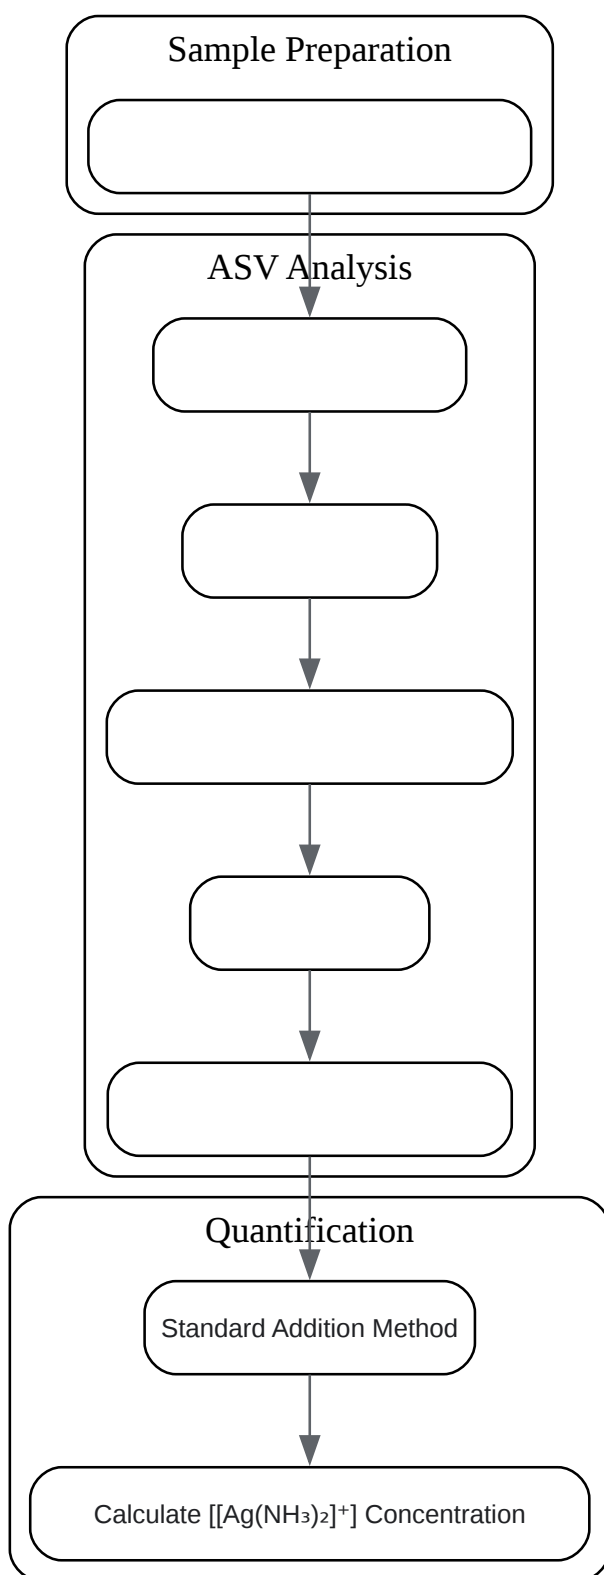 Sample Preparation
ASV Analysis
Quantification
Standard Addition Method
Calculate [[Ag(NH₃)₂]⁺] Concentration